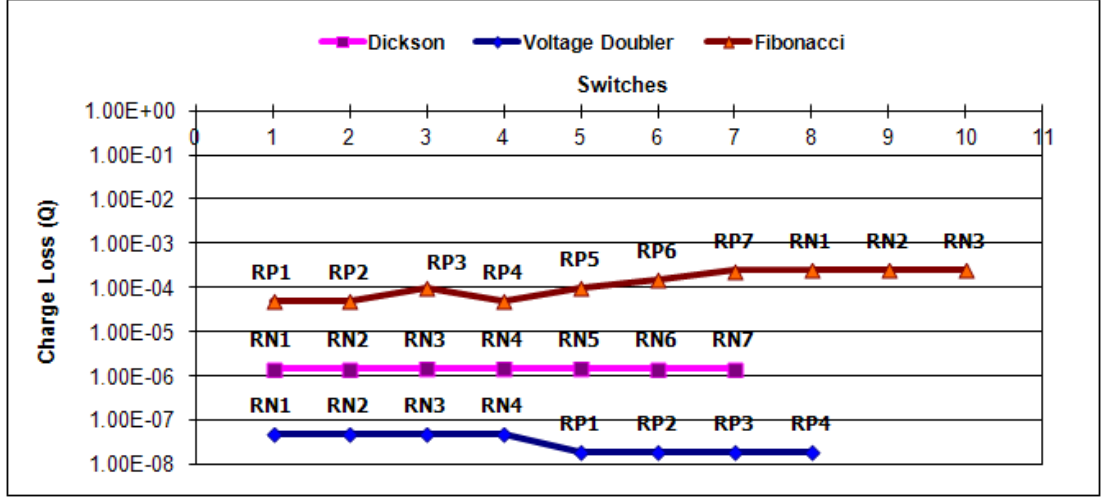 Dickson Voltage Doubler Fibonacci
Switches
1.00E+00
0 1 2 3 4 5 6 7 8 9 10 11
1.00E-01
1.00E-02
1.00E-03
RP1 RP2 RP3 RP4 RP5 RP6 RP7 RN1 RN2 RN3
1.00E-04
1.00E-05
RN1 RN2 RN3 RN4 RN5 RN6 RN7
1.00E-06
1.00E-07
RN1 RN2 RN3 RN4 RP1 RP2 RP3 RP4
1.00E-08
Charge Loss (Q)